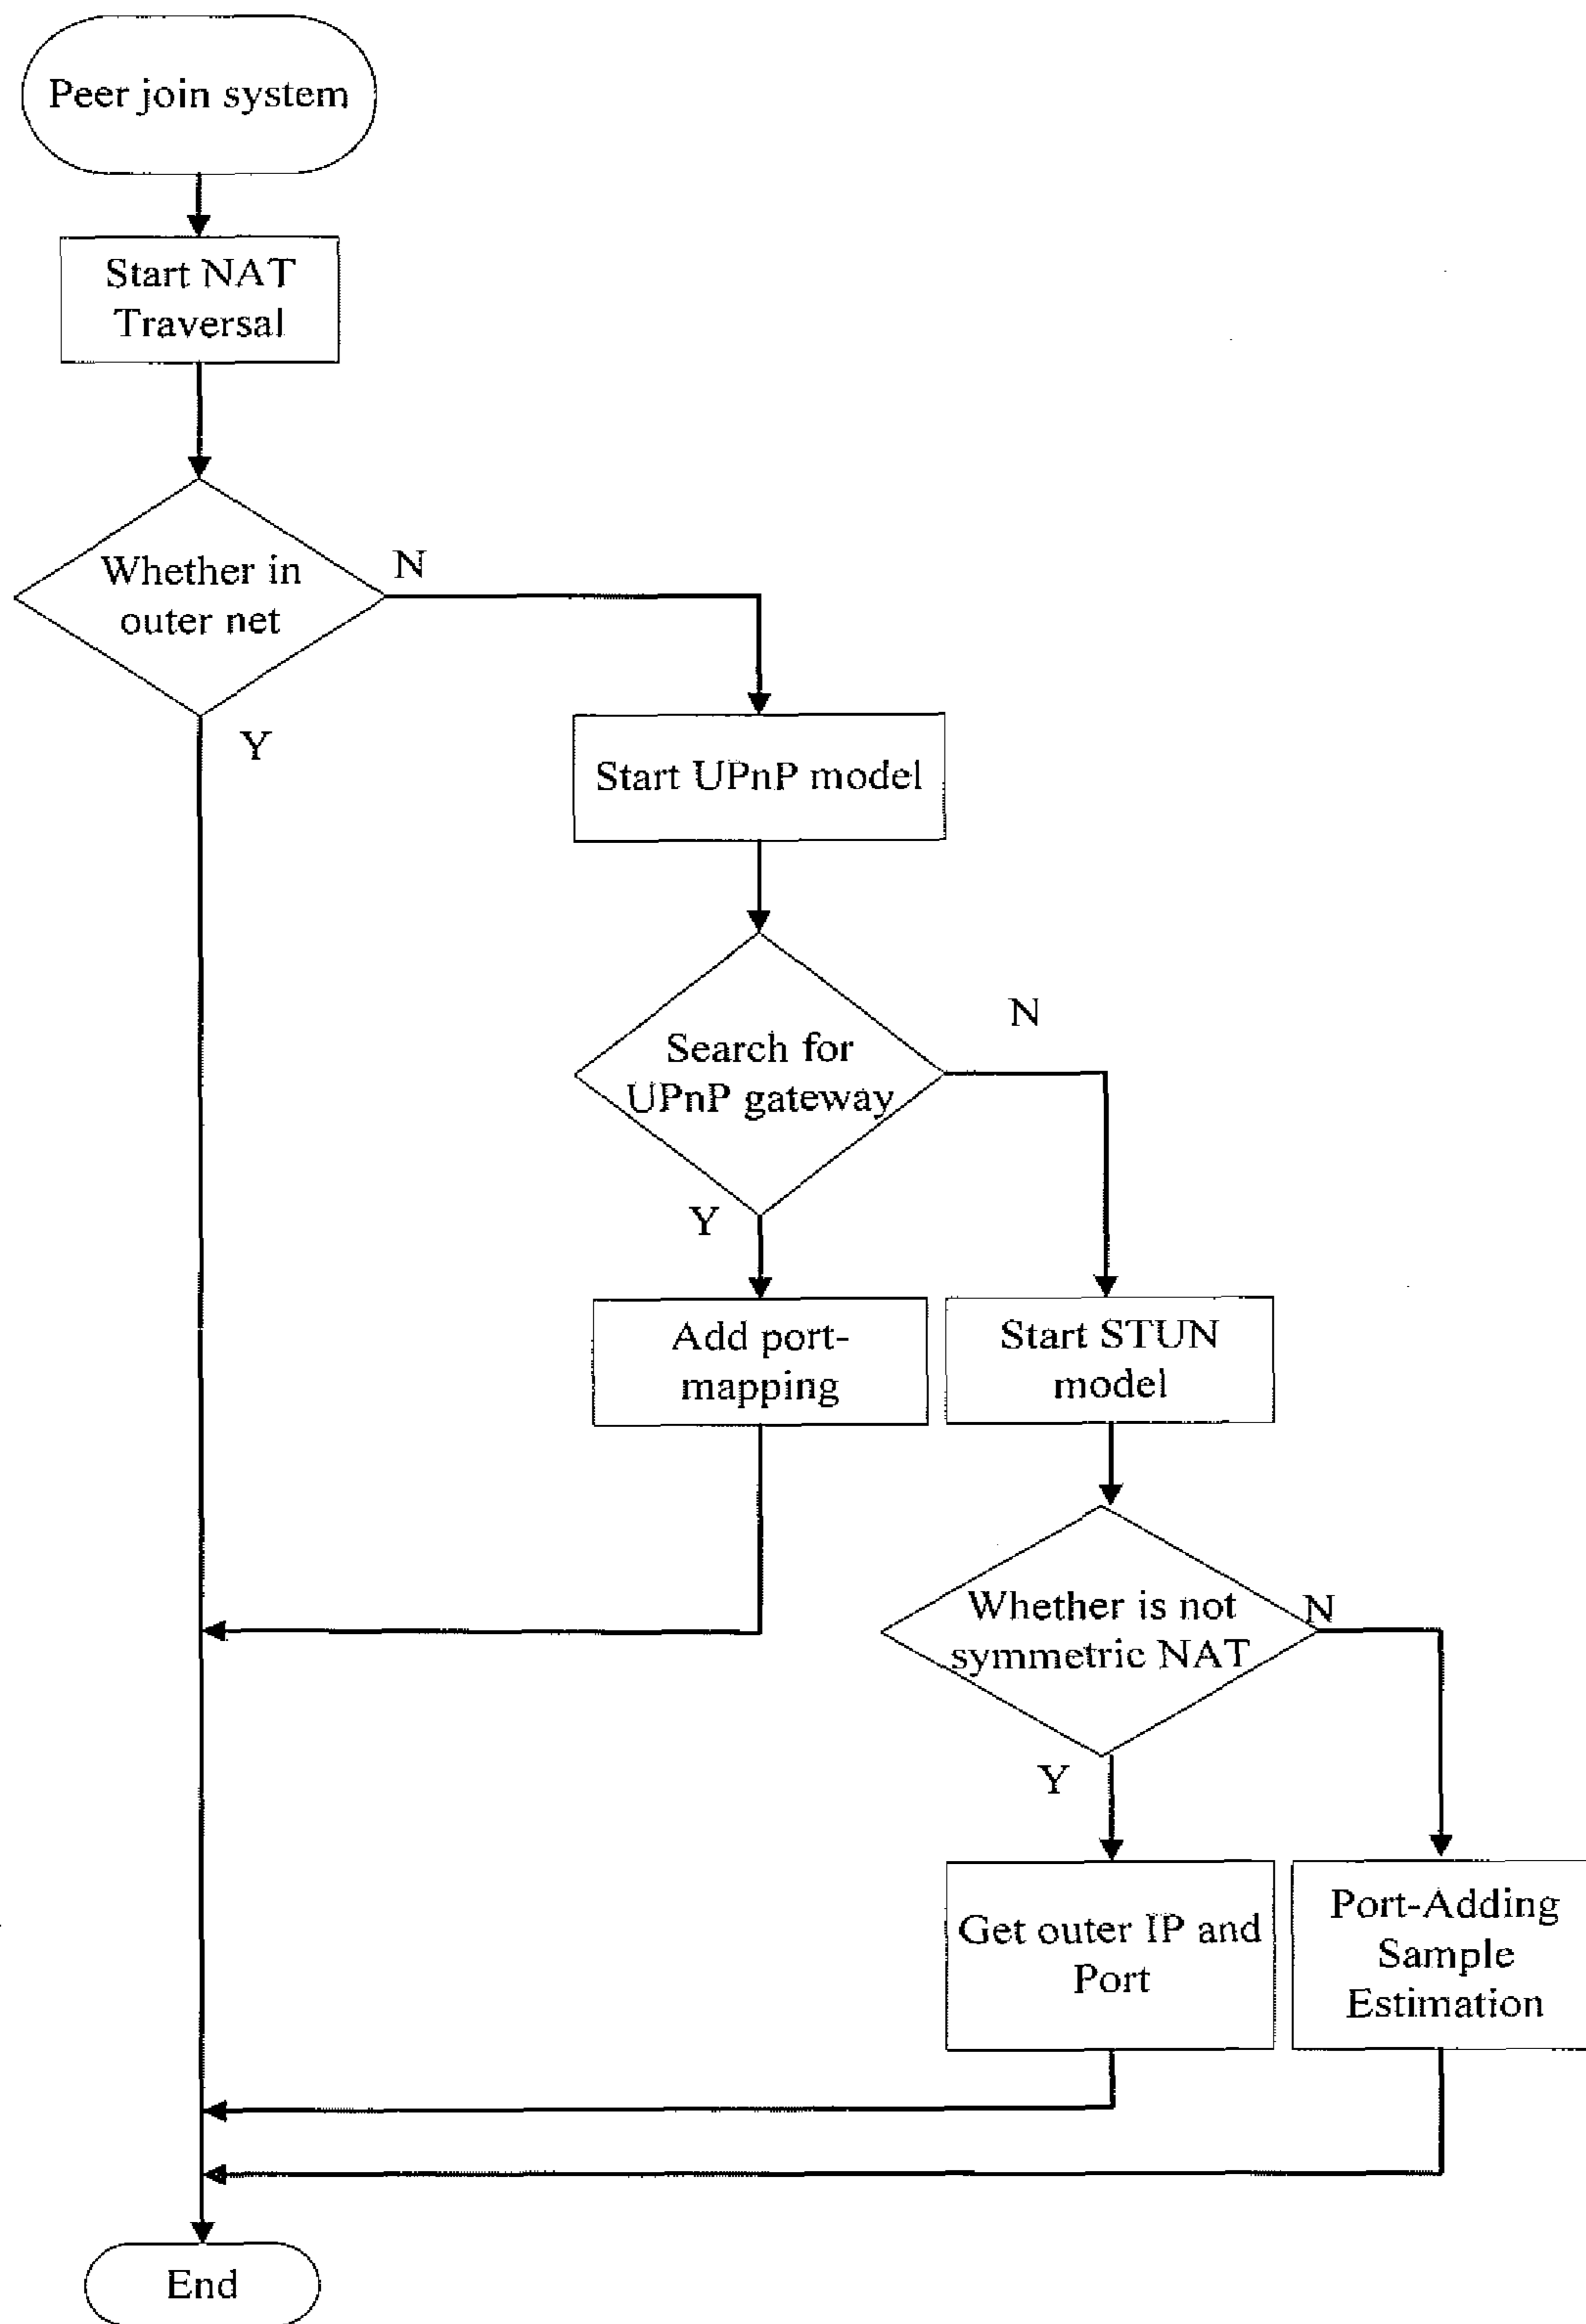 Peer join system
Start NAT
Traversal
Whether in
outer net
N
Y
Start UPnP model
Search for
UPnP gateway
N
Y
Add port-
mapping
Start STUN
model
Whether is not
symmetric NAT
N
Y
Get outer IP and
Port
Port-Adding
Sample
Estimation
End